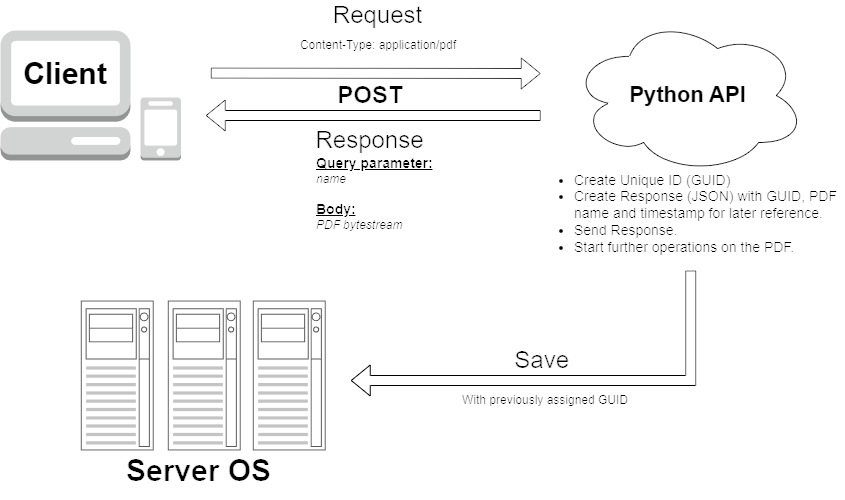 Request
Content-Type: application/pdf
Client
POST
Python API
Response
Query parameter:
name
Body:
PDF bytestream
• Create Unique ID (GUID)
• Create Response (JSON) with GUID, PDF
name and timestamp for later reference.
• Send Response.
• Start further operations on the PDF.
Save
With previously assigned GUID
Server OS